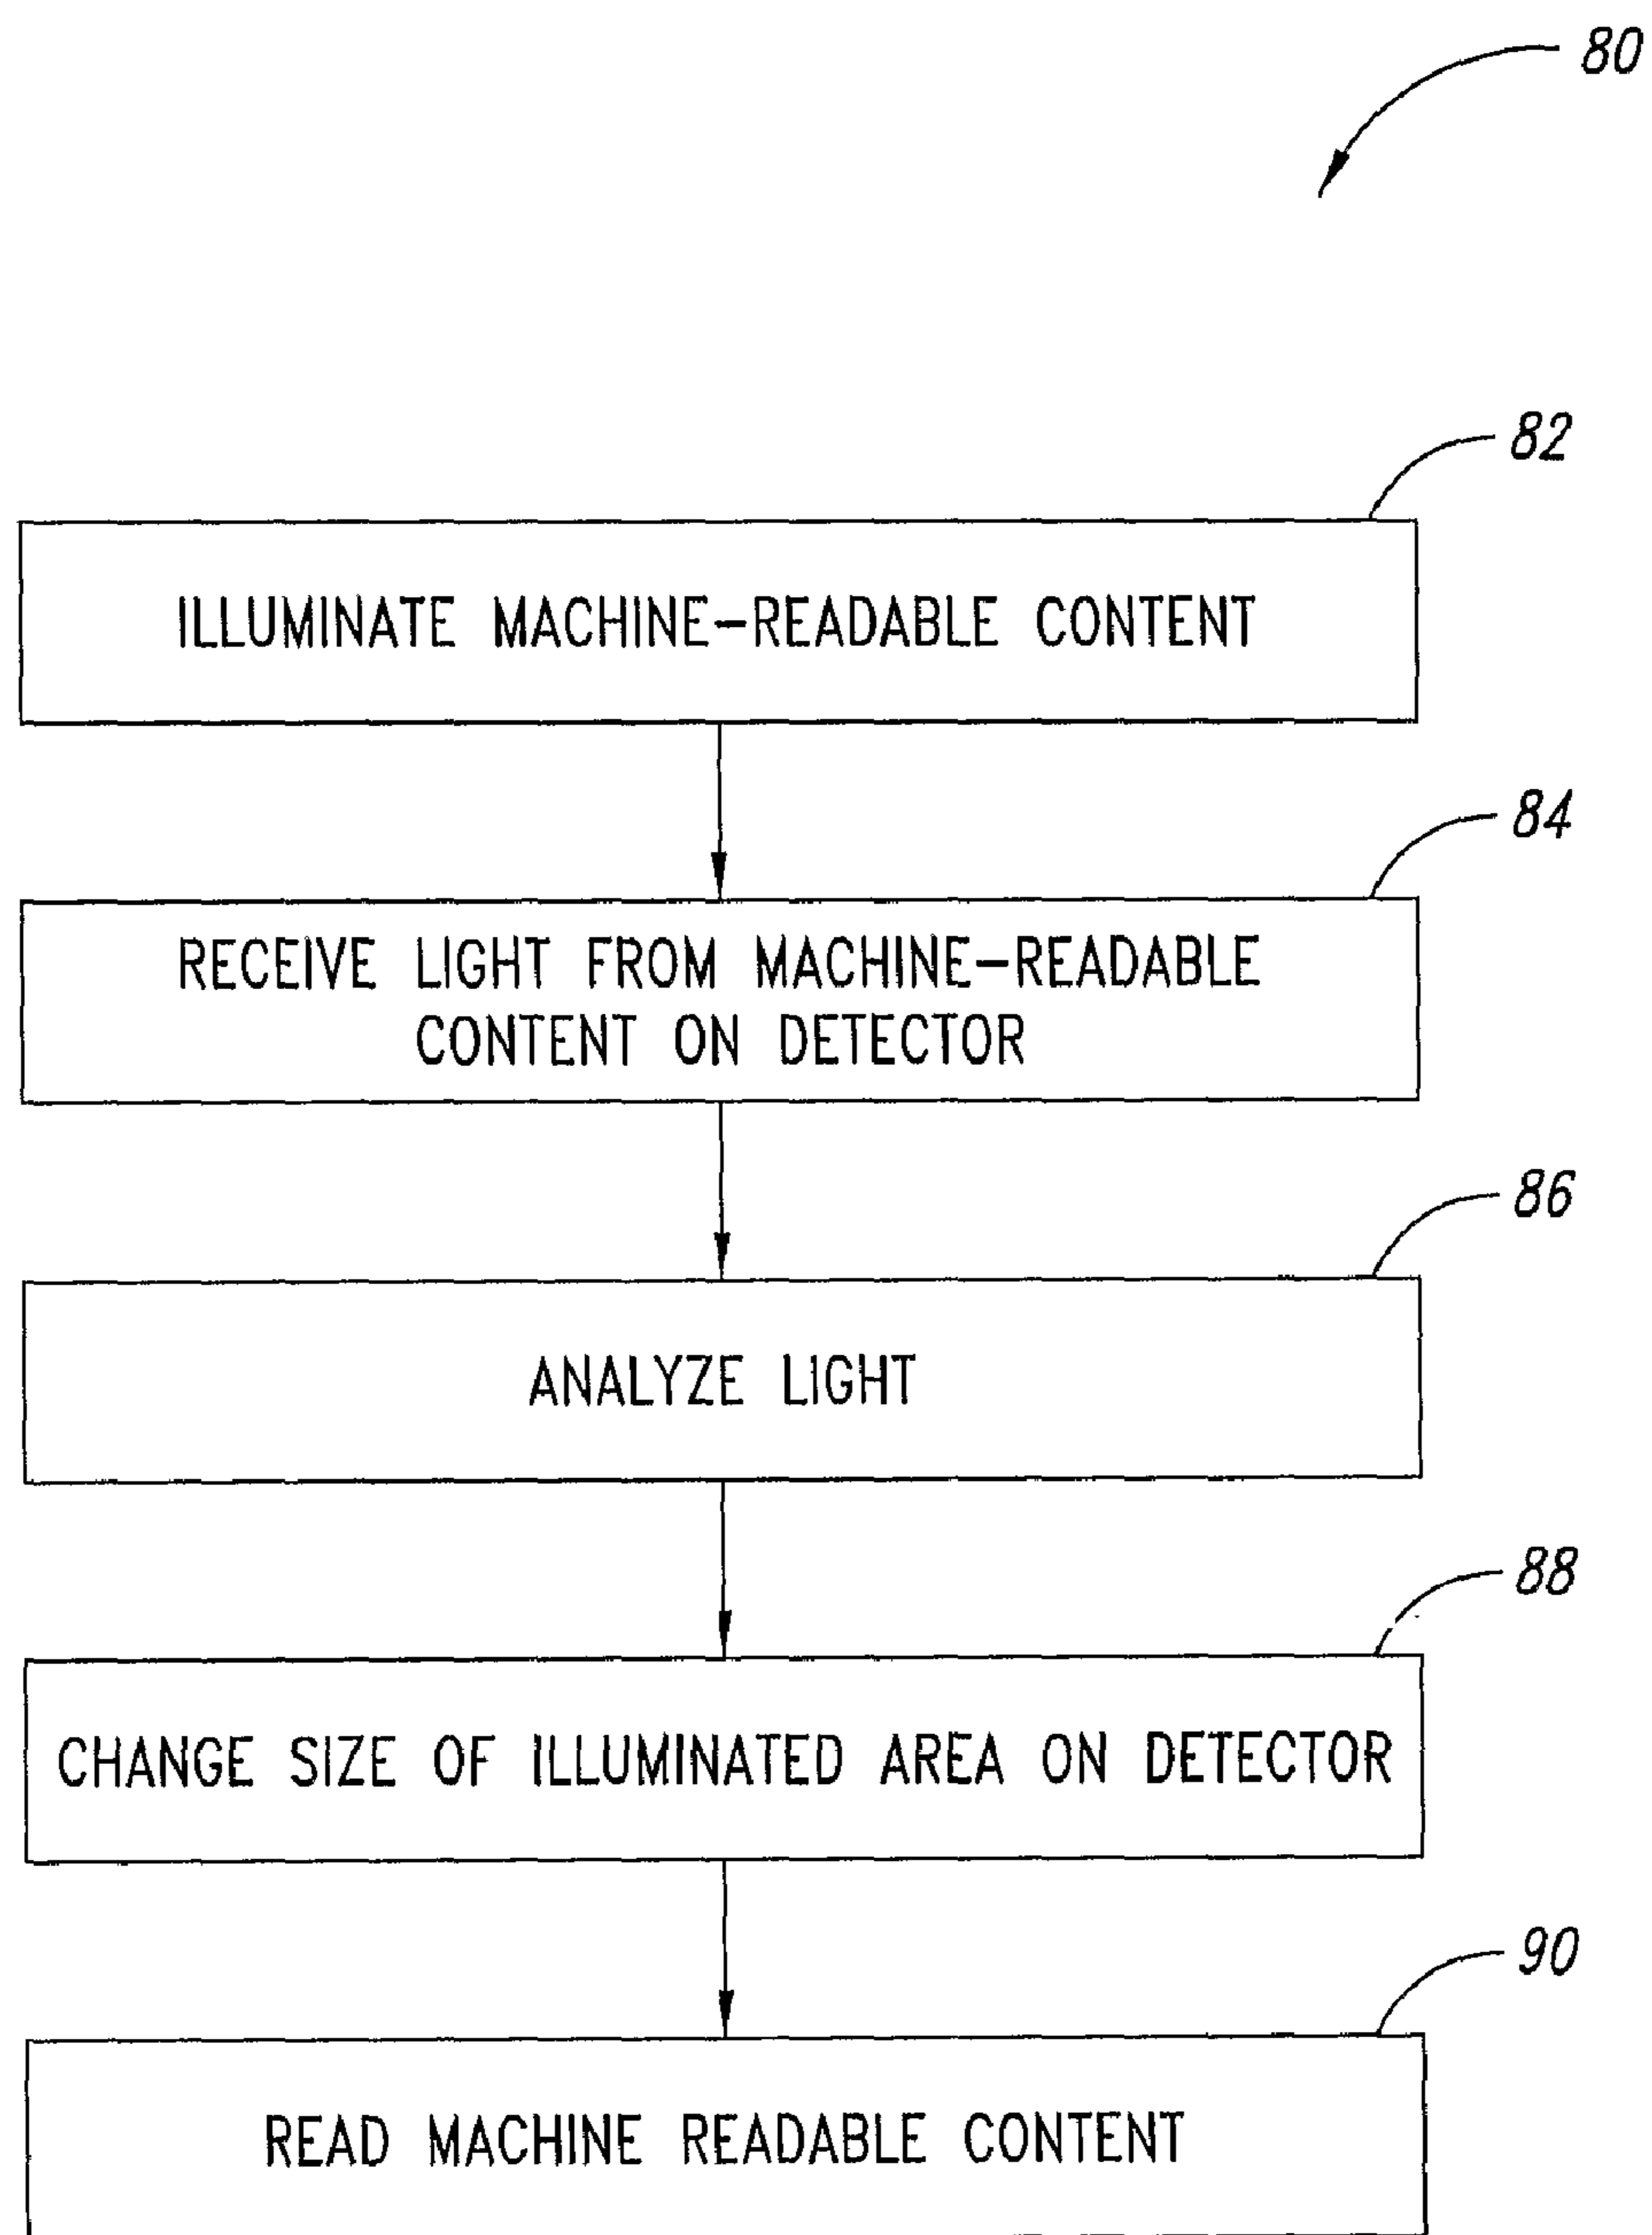 80
82
ILLUMINATE MACHINE-READABLE CONTENT
84
RECEIVE LIGHT FROM MACHINE-READABLE
CONTENT ON DETECTOR
86
ANALYZE LIGHT
88
CHANGE SIZE OF ILLUMINATED AREA ON DETECTOR
90
READ MACHINE READABLE CONTENT